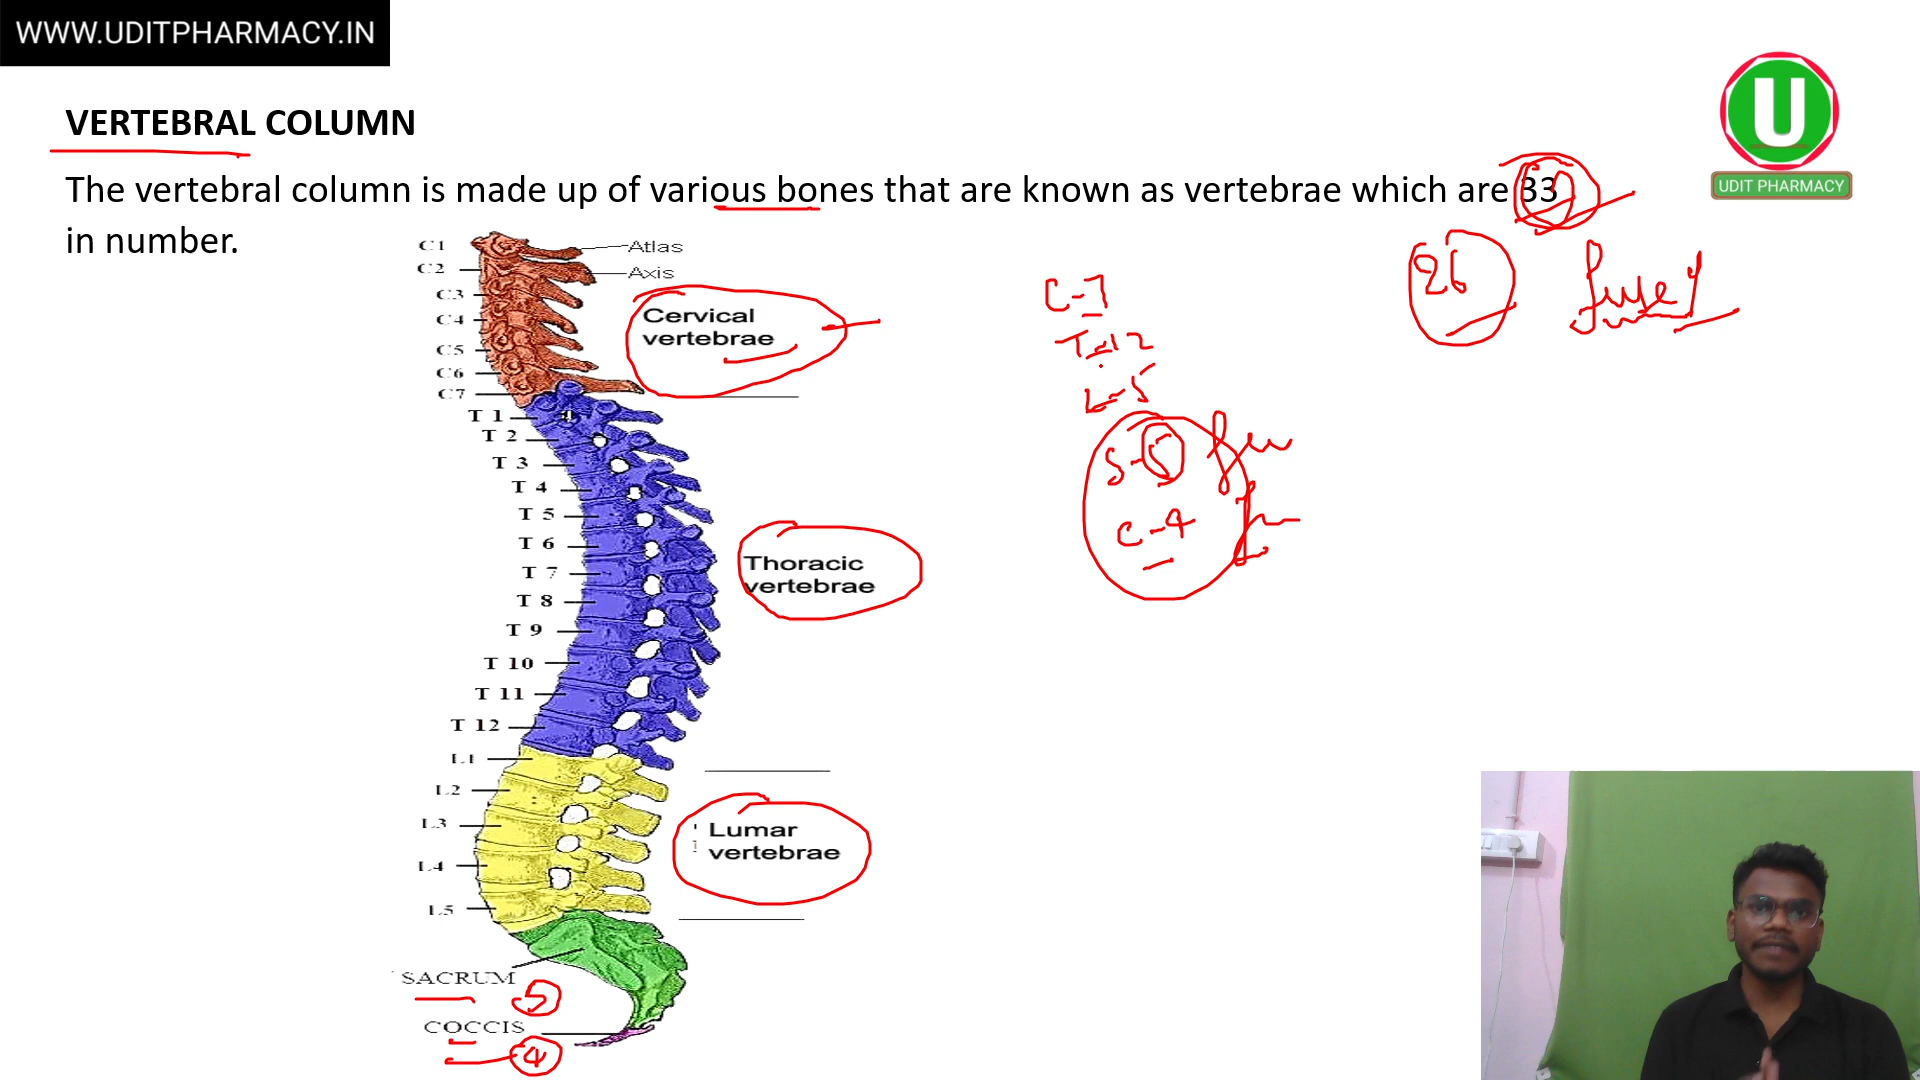 WWW.UDITPHARMACY.IN
U
UDIT PHARMACY
VERTEBRAL COLUMN
The vertebral column is made up of various bones that are known as vertebrae which are 33
in number.
26
C1
Atlas
C2
Axis
C3
C4
C5
C6
C7
Cervical
vertebrae
C-7
T-12
L-5
S-5
C-4
T 1
T 2
T 3
T 4
T 5
T 6
T 7
T 8
T 9
T 10
T 11
T 12
Thoracic
vertebrae
L1
L2
L3
L4
L5
Lumar
vertebrae
SACRUM
5
COCCIS
4